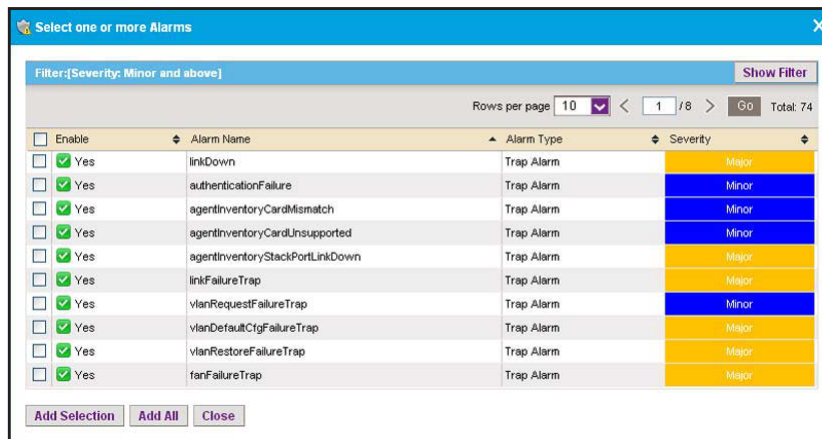 Select one or more Alarms
Filter:[Severity: Minor and above]
Show Filter
Rows per page 10 < 1 /8 > Go Total: 74
Enable Alarm Name Alarm Type Severity
Yes linkDown Trap Alarm Major
Yes authenticationFailure Trap Alarm Minor
Yes agentInventoryCardMismatch Trap Alarm Minor
Yes agentInventoryCardUnsupported Trap Alarm Minor
Yes agentInventoryStackPortLinkDown Trap Alarm Major
Yes linkFailureTrap Trap Alarm Major
Yes vlanRequestFailureTrap Trap Alarm Minor
Yes vlanDefaultCfgFailureTrap Trap Alarm Major
Yes vlanRestoreFailureTrap Trap Alarm Major
Yes fanFailureTrap Trap Alarm Major
Add Selection Add All Close